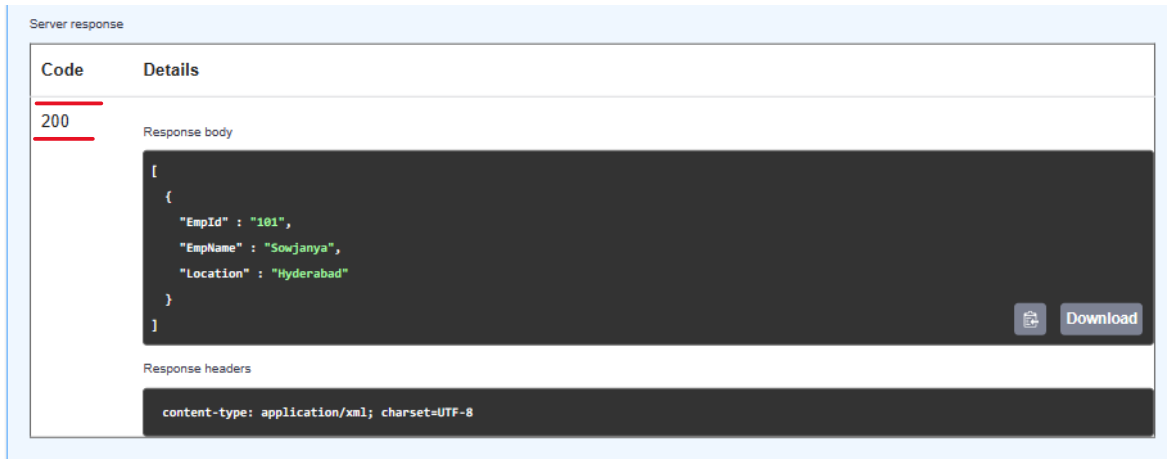 Server response
Code Details
200
Response body
[
{
"EmpId" : "101",
"EmpName" : "Sowjanya",
"Location" : "Hyderabad"
}
]
Download
Response headers
content-type: application/xml; charset=UTF-8